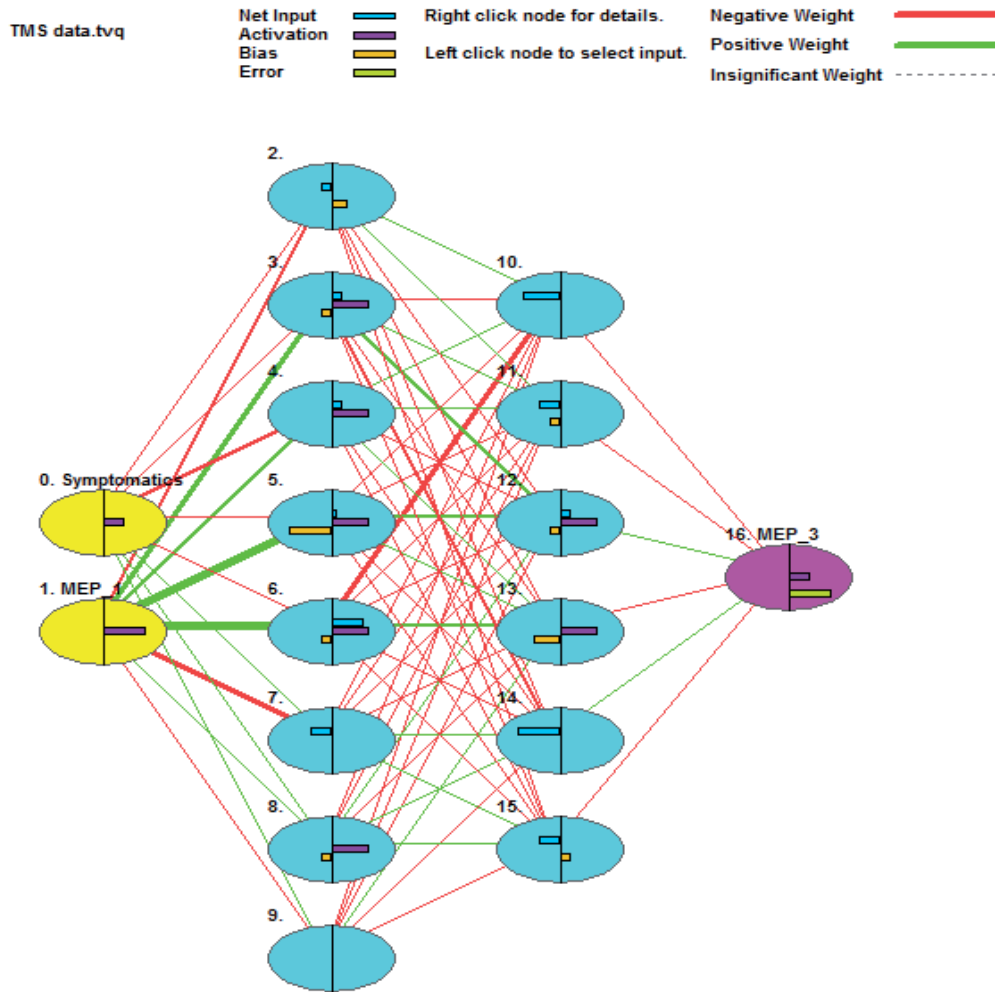 TMS data.tvq
Net Input
Activation
Bias
Error
Right click node for details.
Left click node to select input.
Negative Weight
Positive Weight
Insignificant Weight
2.
3.
4.
5.
6.
7.
8.
9.
10.
11.
12.
13.
14.
15.
0. Symptomatics
1. MEP_1
16. MEP_3